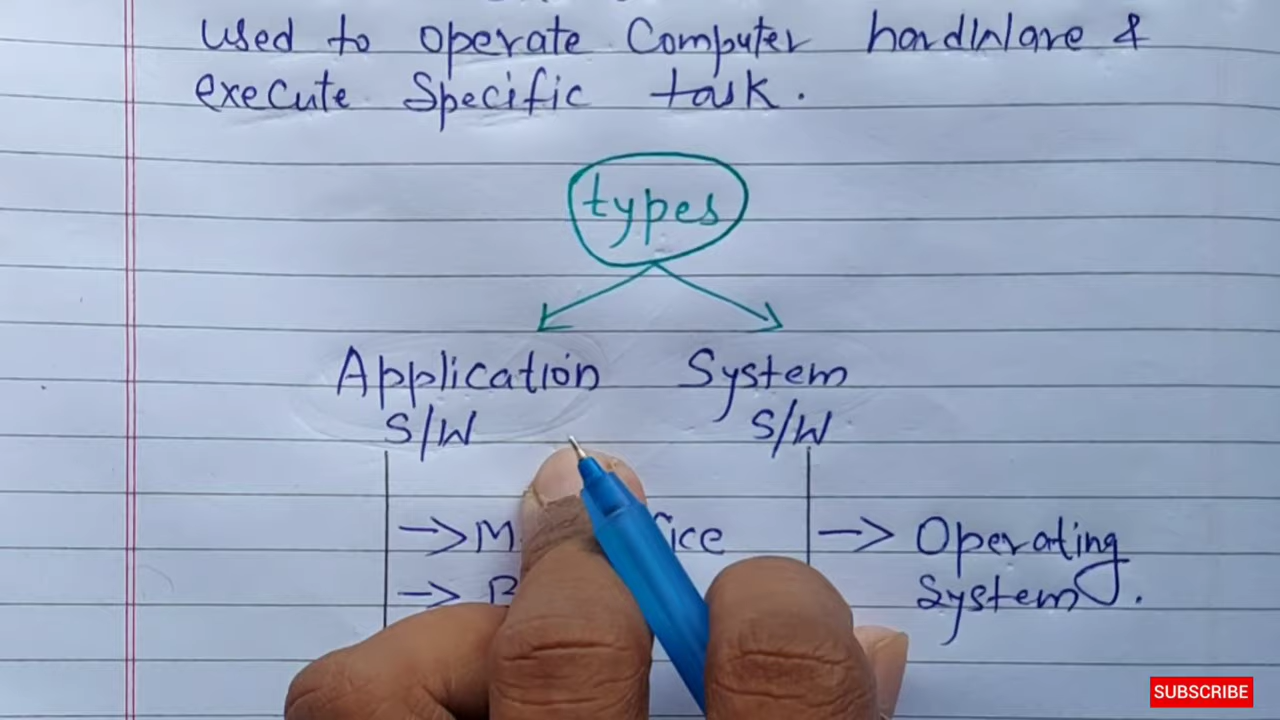 used to operate Computer hardware &
execute specific task.
types
Application
S/W
System
S/W
→
→ Operating
System.
→
SUBSCRIBE